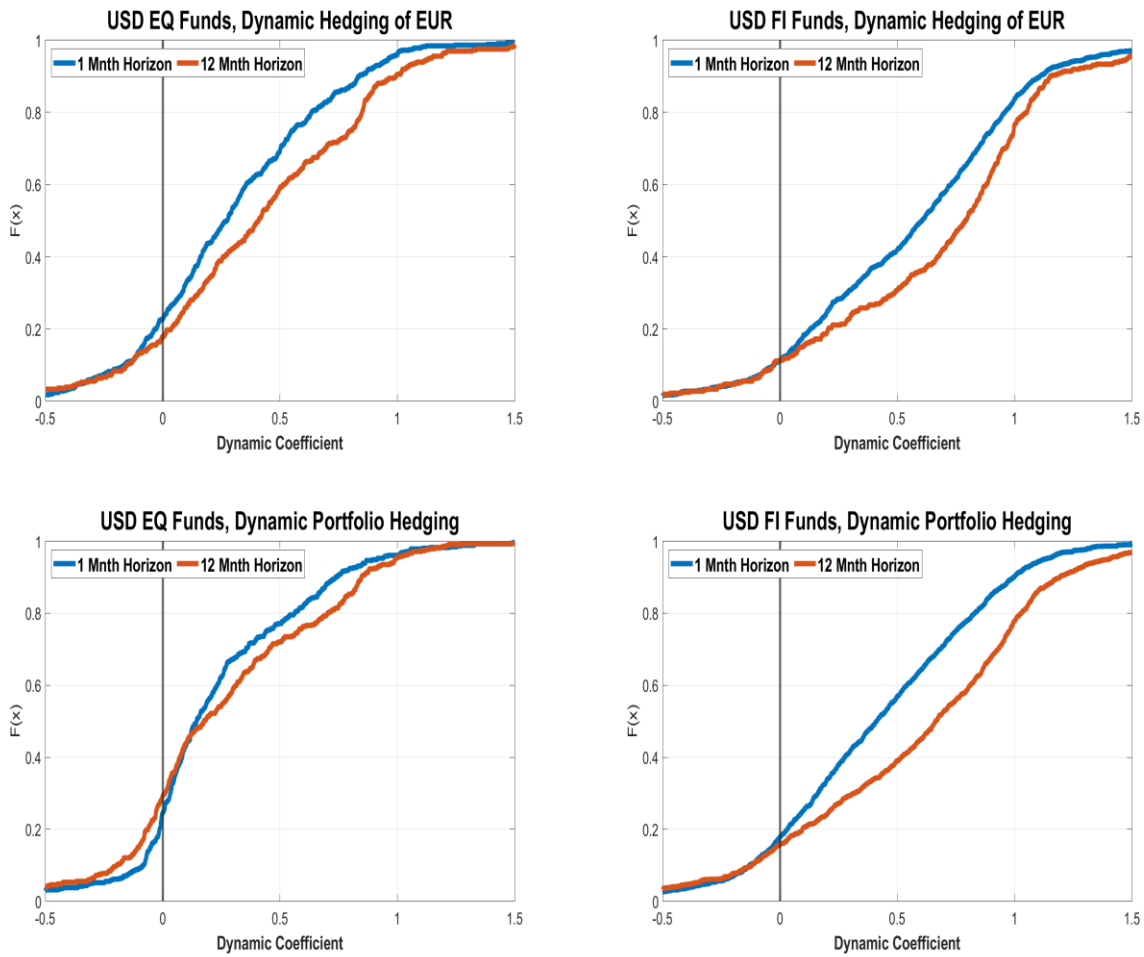 USD EQ Funds, Dynamic Hedging of EUR
1 Mnth Horizon 12 Mnth Horizon
1
0.8
0.6
0.4
0.2
0
F(x)
-0.5 0 0.5 1 1.5
Dynamic Coefficient
USD FI Funds, Dynamic Hedging of EUR
1 Mnth Horizon 12 Mnth Horizon
1
0.8
0.6
0.4
0.2
0
F(x)
-0.5 0 0.5 1 1.5
Dynamic Coefficient
USD EQ Funds, Dynamic Portfolio Hedging
1 Mnth Horizon 12 Mnth Horizon
1
0.8
0.6
0.4
0.2
0
F(x)
-0.5 0 0.5 1 1.5
Dynamic Coefficient
USD FI Funds, Dynamic Portfolio Hedging
1 Mnth Horizon 12 Mnth Horizon
1
0.8
0.6
0.4
0.2
0
F(x)
-0.5 0 0.5 1 1.5
Dynamic Coefficient